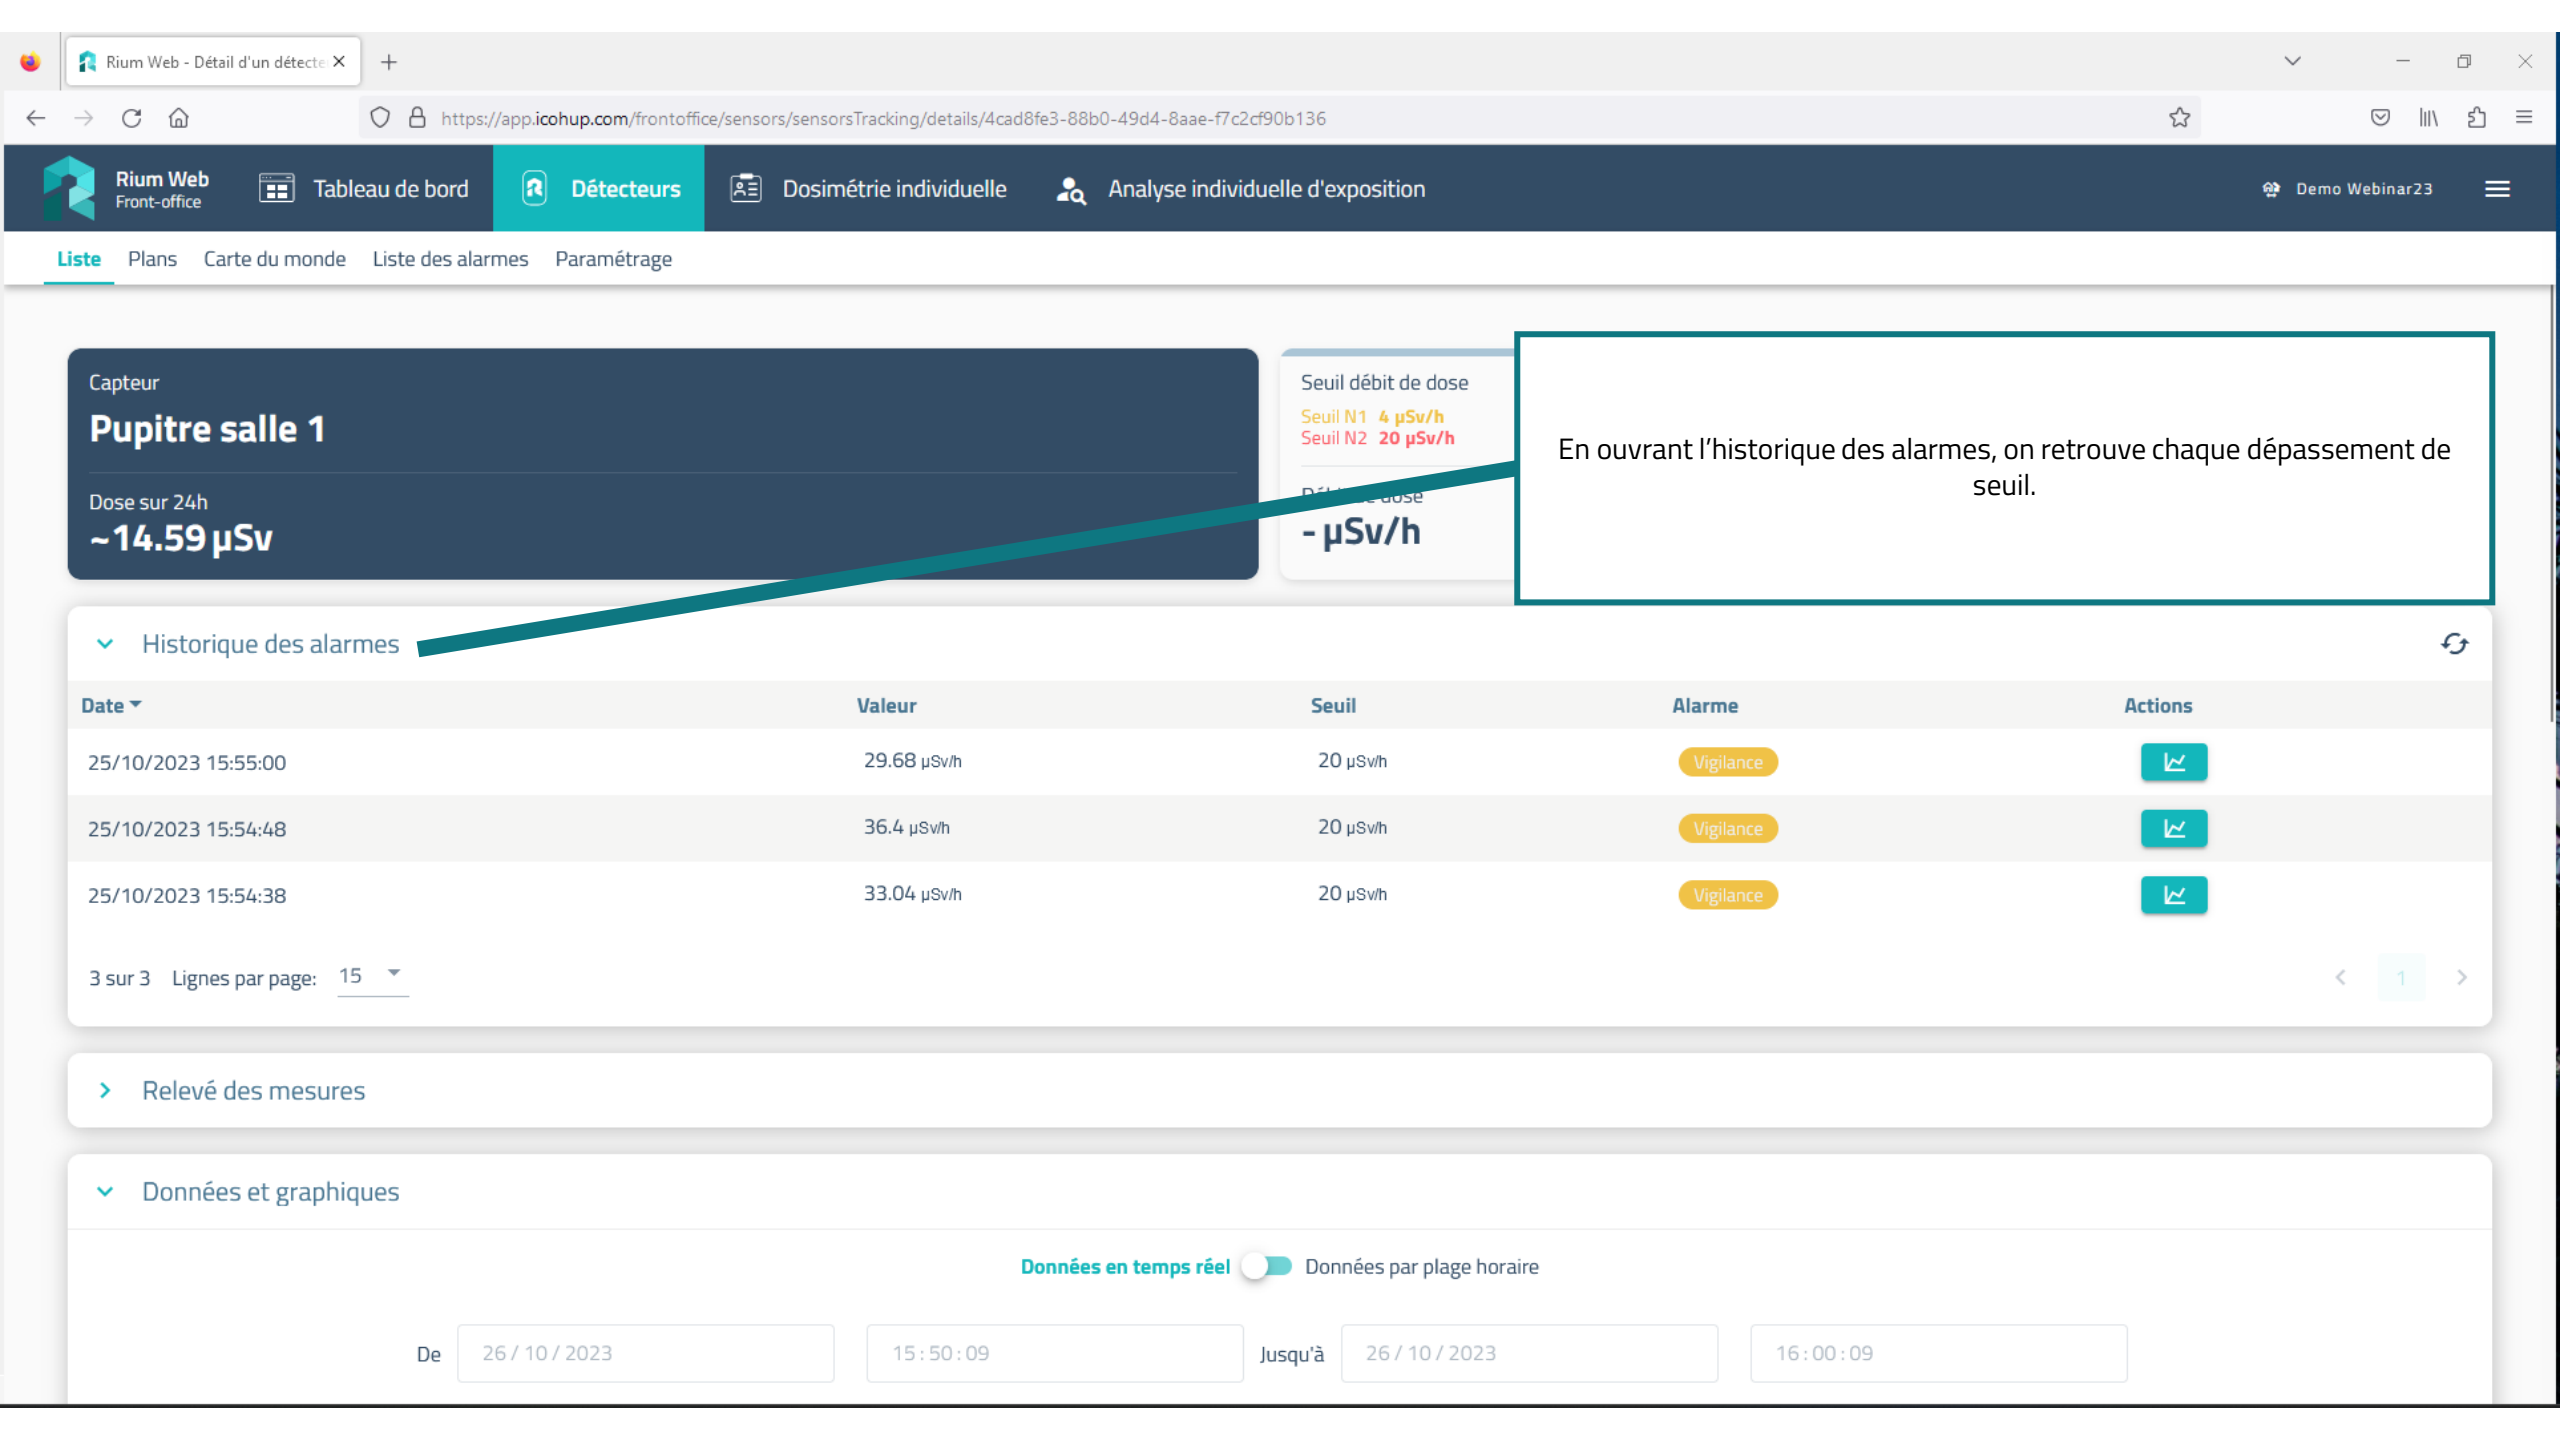 Rium Web - Détail d'un détecte
https://app.icohup.com/frontoffice/sensors/sensorsTracking/details/4cad8fe3-88b0-49d4-8aae-f7c2cf90b136
Rium Web
Front-office
Tableau de bord
Détecteurs
Dosimétrie individuelle
Analyse individuelle d'exposition
Demo Webinar23
Liste Plans Carte du monde Liste des alarmes Paramétrage
Capteur
Pupitre salle 1
Dose sur 24h
~14.59 µSv
Seuil débit de dose
Seuil N1 4 µSv/h
Seuil N2 20 µSv/h
dose
- µSv/h
En ouvrant l’historique des alarmes, on retrouve chaque dépassement de
seuil.
Historique des alarmes
Date Valeur Seuil Alarme Actions
25/10/2023 15:55:00 29.68 µSv/h 20 µSv/h Vigilance
25/10/2023 15:54:48 36.4 µSv/h 20 µSv/h Vigilance
25/10/2023 15:54:38 33.04 µSv/h 20 µSv/h Vigilance
3 sur 3 Lignes par page: 15 1
Relevé des mesures
Données et graphiques
Données en temps réel Données par plage horaire
De 26 / 10 / 2023 15 : 50 : 09 Jusqu'à 26 / 10 / 2023 16 : 00 : 09